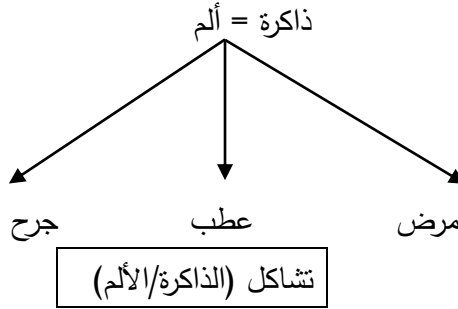 ذاكرة = ألم
مرض عطب جرح
تشاكل (الذاكرة/الألم)